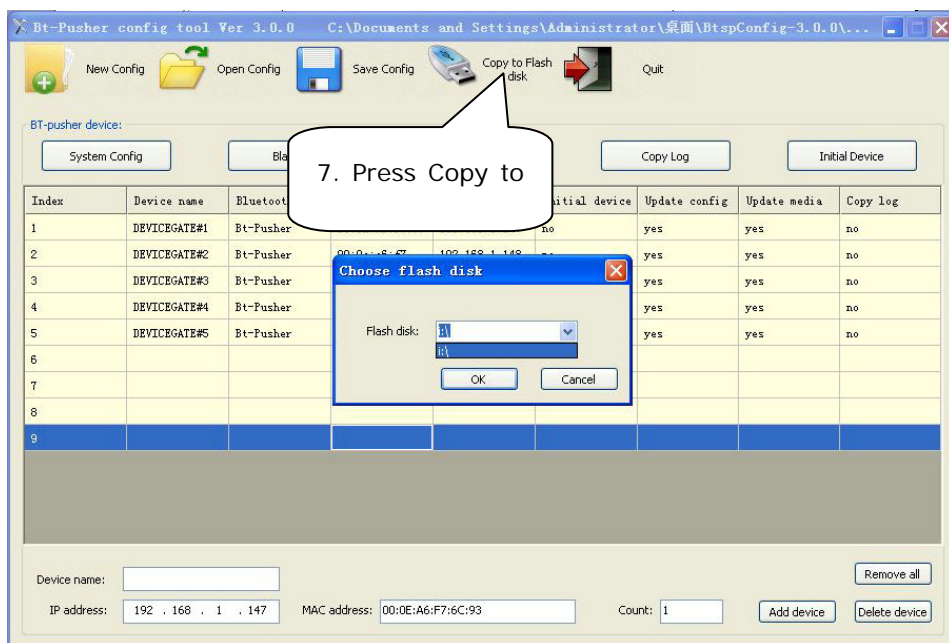 Bt-Pusher config tool Ver 3.0.0 C:\Documents and Settings\Administrator\桌面\BtspConfig-3.0.0\...
New Config Open Config Save Config Copy to Flash disk Quit
BT-pusher device:
System Config Bla Copy Log Initial Device
7. Press Copy to
Index Device name Bluetoot nitial device Update config Update media Copy log
1 DEVICEGATE#1 Bt-Pusher no yes yes no
2 DEVICEGATE#2 Bt-Pusher 192.168.1.148 yes yes no
3 DEVICEGATE#3 Bt-Pusher yes yes no
4 DEVICEGATE#4 Bt-Pusher yes yes no
5 DEVICEGATE#5 Bt-Pusher yes yes no
6
7
8
9
Choose flash disk
Flash disk: I:\
I:\
OK Cancel
Device name: Remove all
IP address: 192 . 168 . 1 . 147 MAC address: 00:0E:A6:F7:6C:93 Count: 1 Add device Delete device